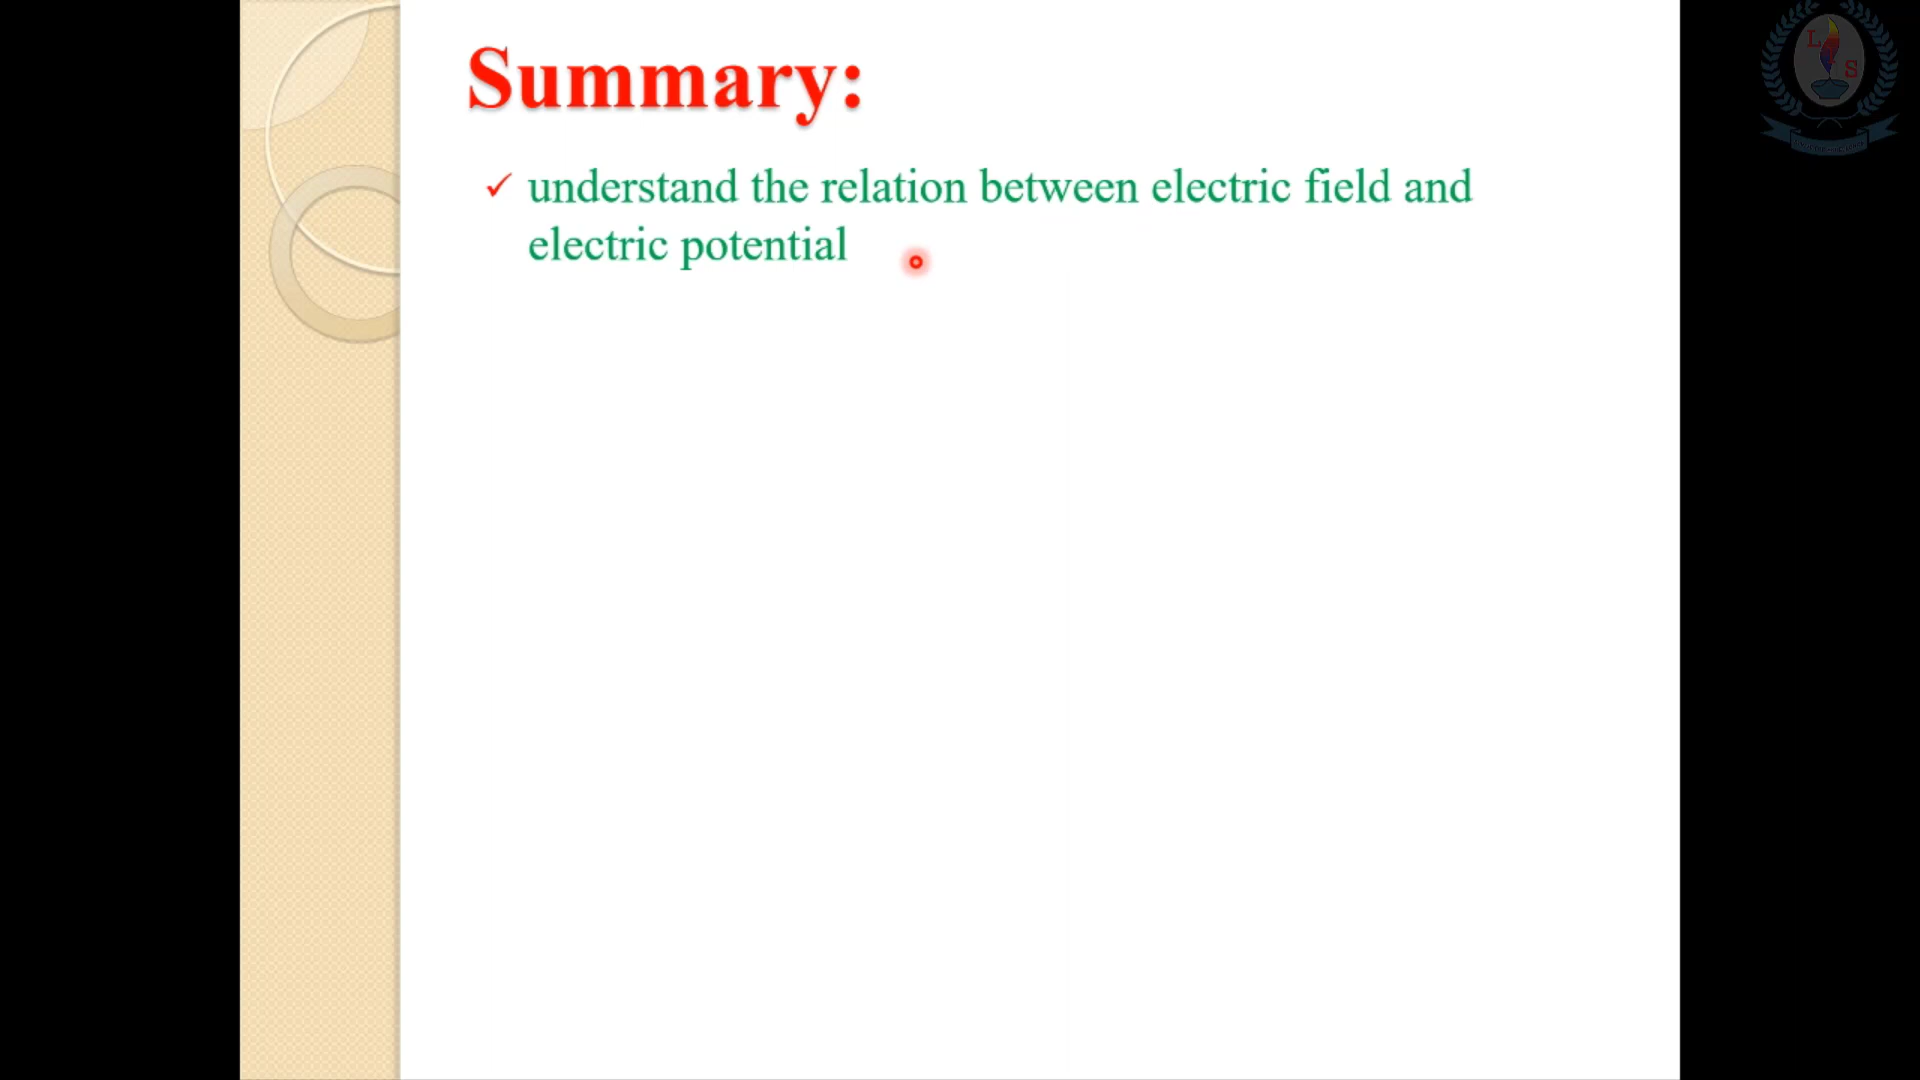 Summary:
✓ understand the relation between electric field and
electric potential
L
S